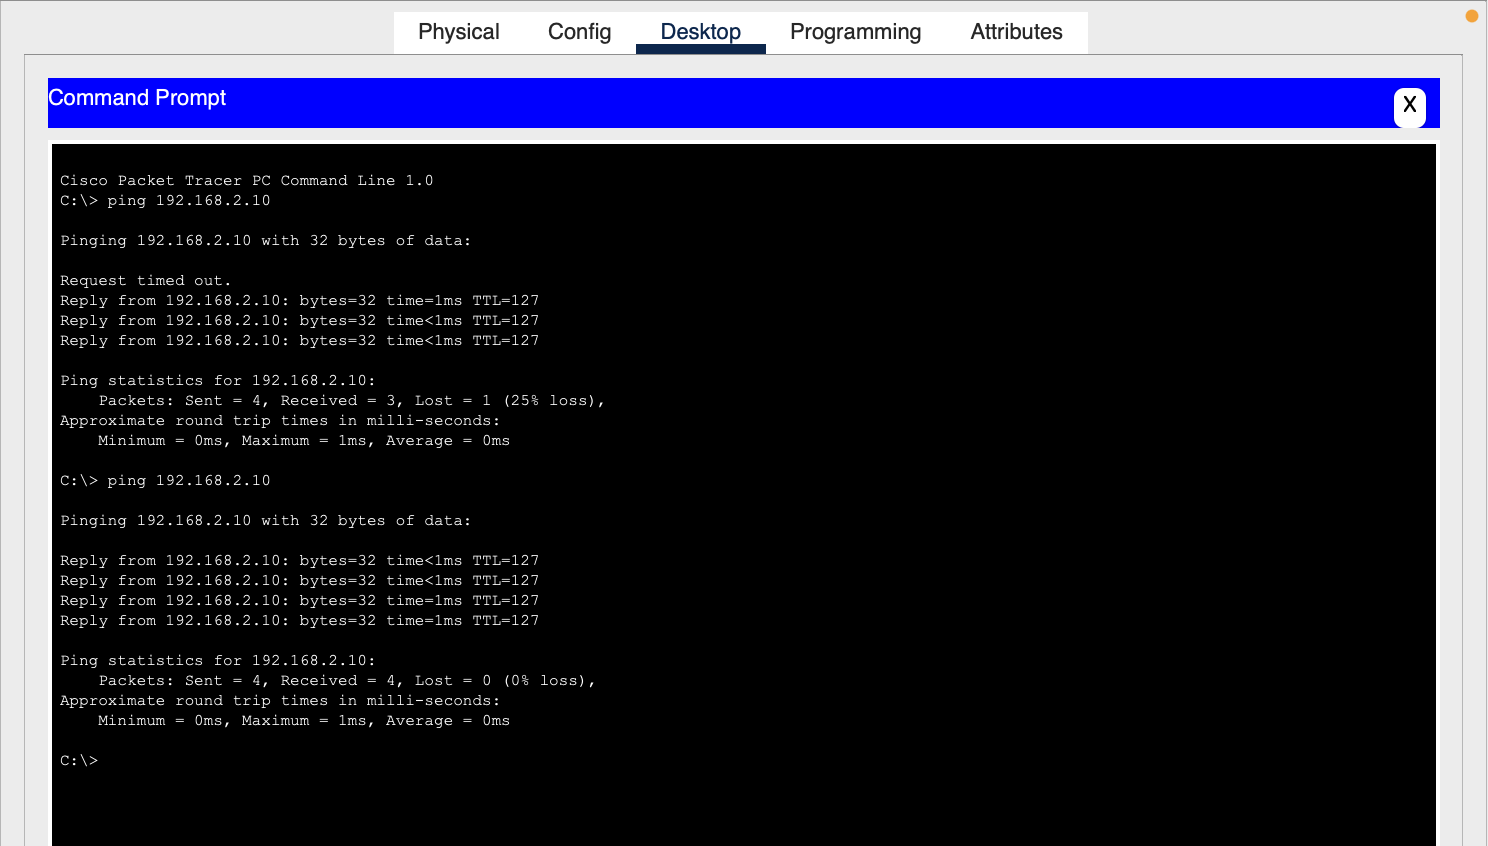 Physical Config Desktop Programming Attributes
Command Prompt
X
Cisco Packet Tracer PC Command Line 1.0
C:\> ping 192.168.2.10
Pinging 192.168.2.10 with 32 bytes of data:
Request timed out.
Reply from 192.168.2.10: bytes=32 time=1ms TTL=127
Reply from 192.168.2.10: bytes=32 time<1ms TTL=127
Reply from 192.168.2.10: bytes=32 time<1ms TTL=127
Ping statistics for 192.168.2.10:
    Packets: Sent = 4, Received = 3, Lost = 1 (25% loss),
Approximate round trip times in milli-seconds:
    Minimum = 0ms, Maximum = 1ms, Average = 0ms
C:\> ping 192.168.2.10
Pinging 192.168.2.10 with 32 bytes of data:
Reply from 192.168.2.10: bytes=32 time<1ms TTL=127
Reply from 192.168.2.10: bytes=32 time<1ms TTL=127
Reply from 192.168.2.10: bytes=32 time=1ms TTL=127
Reply from 192.168.2.10: bytes=32 time=1ms TTL=127
Ping statistics for 192.168.2.10:
    Packets: Sent = 4, Received = 4, Lost = 0 (0% loss),
Approximate round trip times in milli-seconds:
    Minimum = 0ms, Maximum = 1ms, Average = 0ms
C:\>